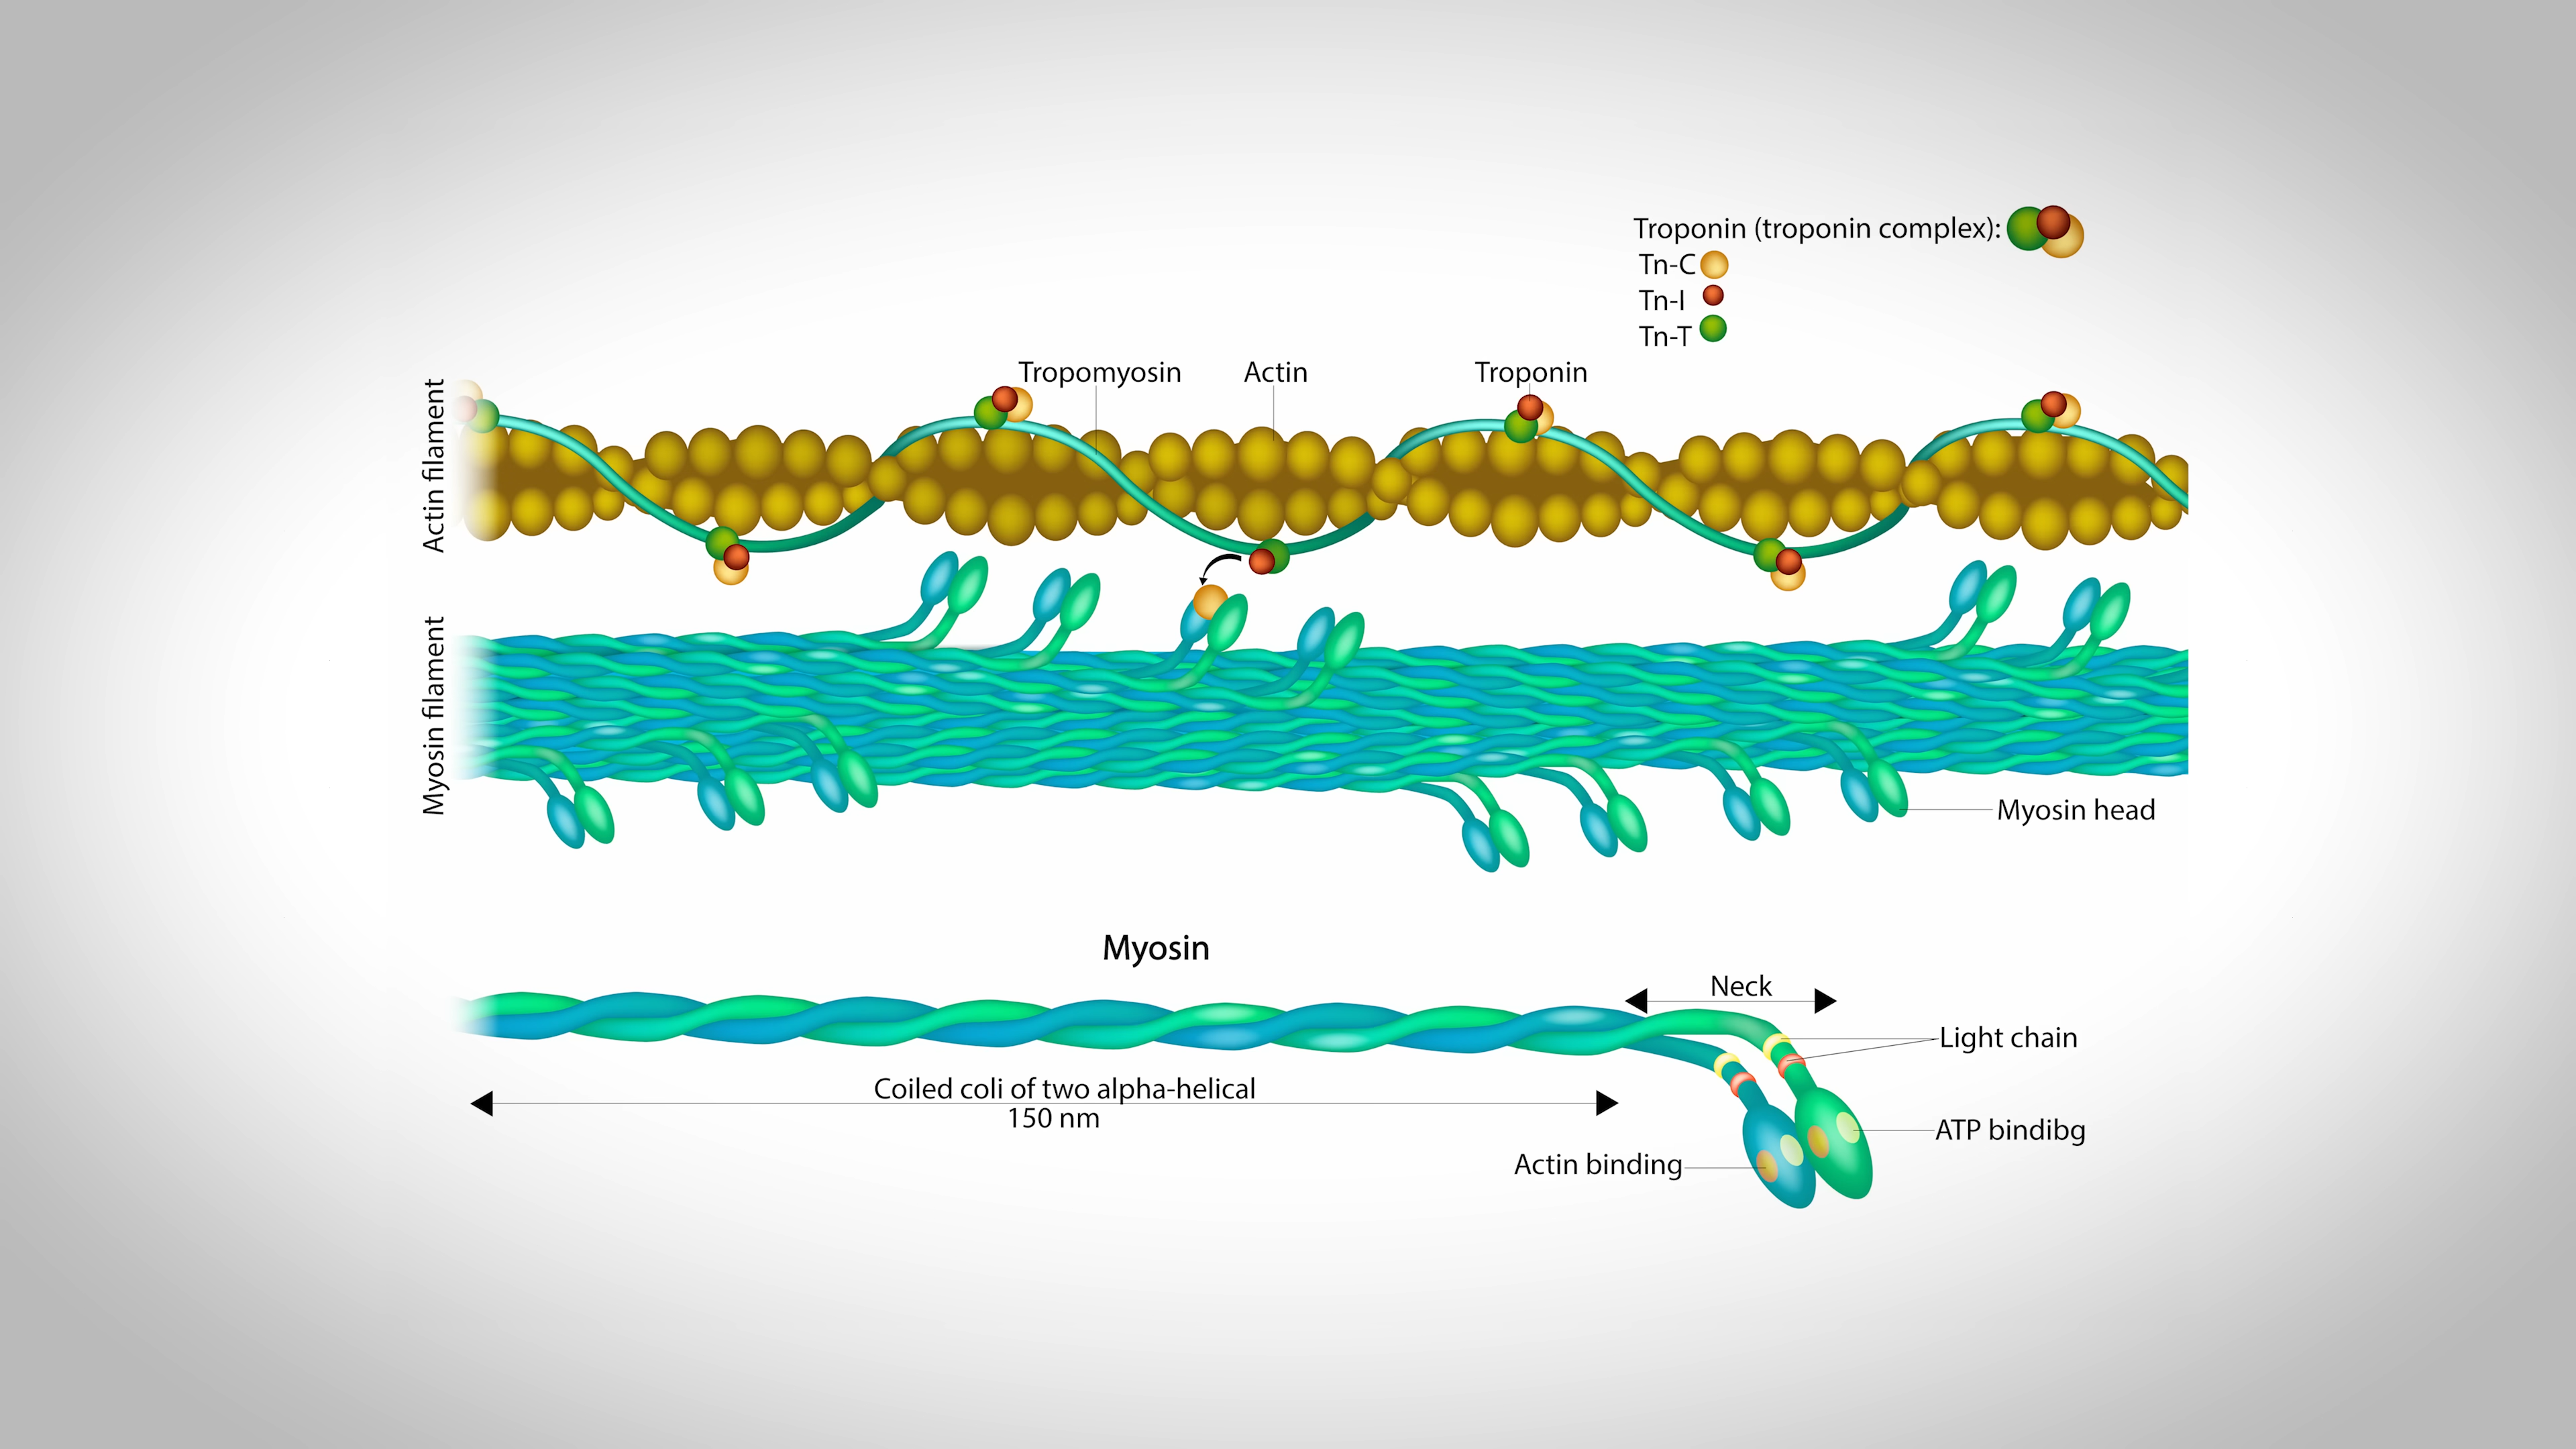 Troponin (troponin complex):
Tn-C
Tn-I
Tn-T
Tropomyosin
Actin
Troponin
Actin filament
Myosin filament
Myosin head
Myosin
Neck
Light chain
Coiled coli of two alpha-helical
150 nm
ATP bindibg
Actin binding